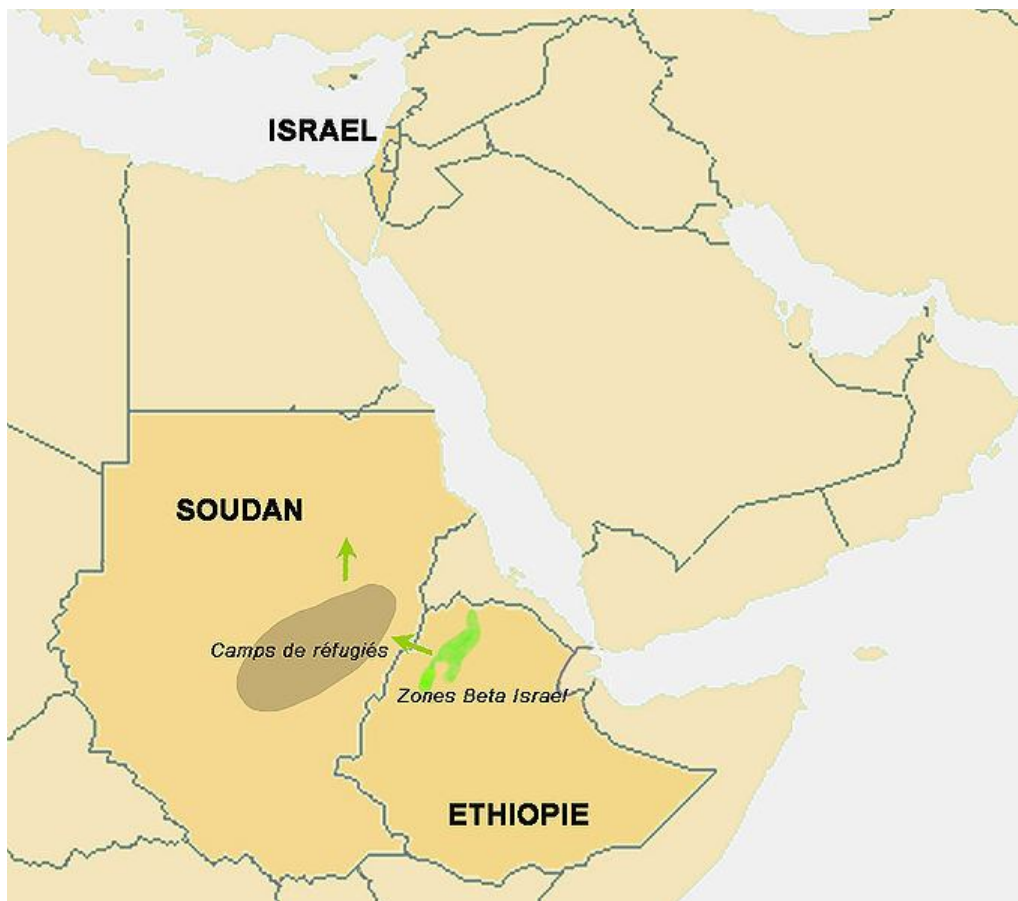 ISRAEL
SOUDAN
Camps de réfugiés
Zones Beta Israel
ETHIOPIE